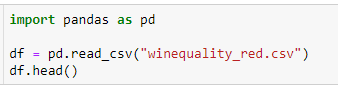 import pandas as pd
df = pd.read_csv("winequality_red.csv")
df.head()